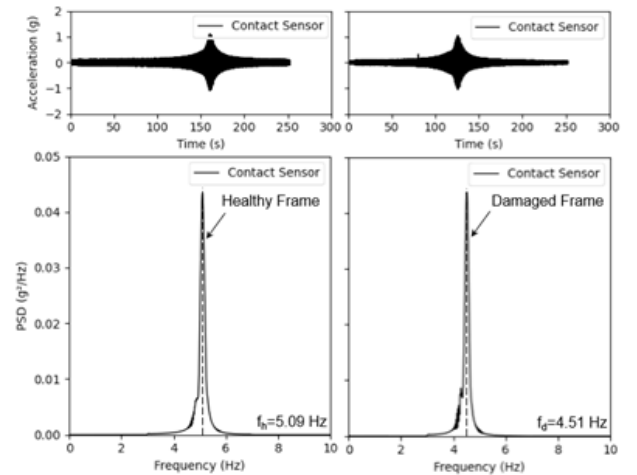 2
1
0
-1
-2
Acceleration (g)
Contact Sensor
0 50 100 150 200 250 300
Time (s)
Contact Sensor
0 50 100 150 200 250 300
Time (s)
0.05
0.04
0.03
0.02
0.01
0.00
PSD (g²/Hz)
Contact Sensor
Healthy Frame
fh=5.09 Hz
0 2 4 6 8 10
Frequency (Hz)
Contact Sensor
Damaged Frame
fd=4.51 Hz
0 2 4 6 8 10
Frequency (Hz)